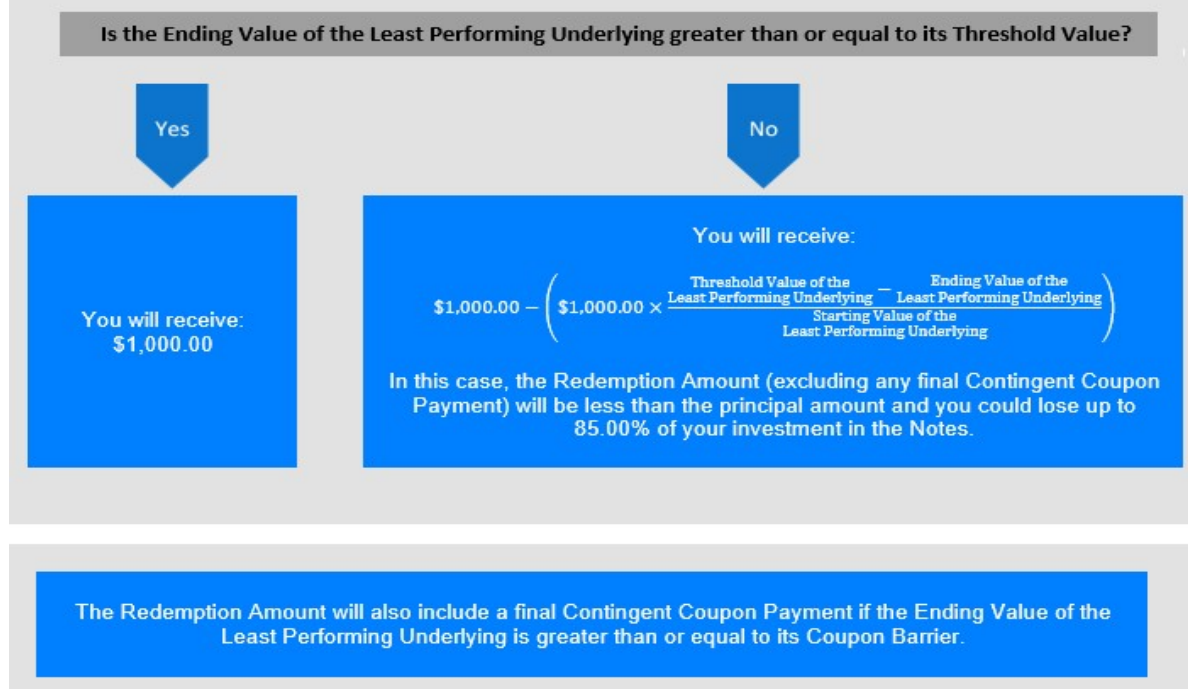 Is the Ending Value of the Least Performing Underlying greater than or equal to its Threshold Value?
Yes
No
You will receive:
$1,000.00
You will receive:
$1,000.00 − ($1,000.00 × (Threshold Value of the Least Performing Underlying − Ending Value of the Least Performing Underlying) / Starting Value of the Least Performing Underlying)
In this case, the Redemption Amount (excluding any final Contingent Coupon
Payment) will be less than the principal amount and you could lose up to
85.00% of your investment in the Notes.
The Redemption Amount will also include a final Contingent Coupon Payment if the Ending Value of the
Least Performing Underlying is greater than or equal to its Coupon Barrier.